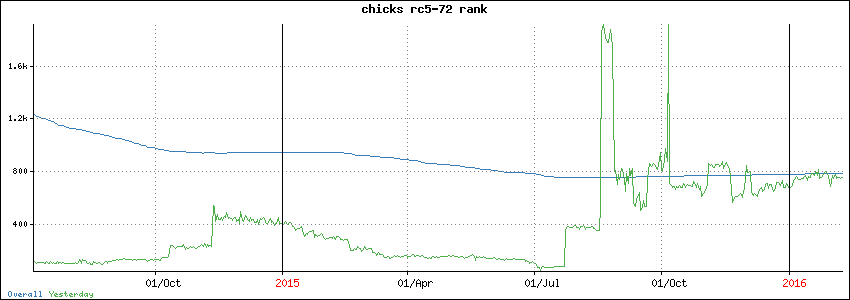 chicks rc5-72 rank
1.6k
1.2k
800
400
01/Oct 2015 01/Apr 01/Jul 01/Oct 2016
Overall Yesterday